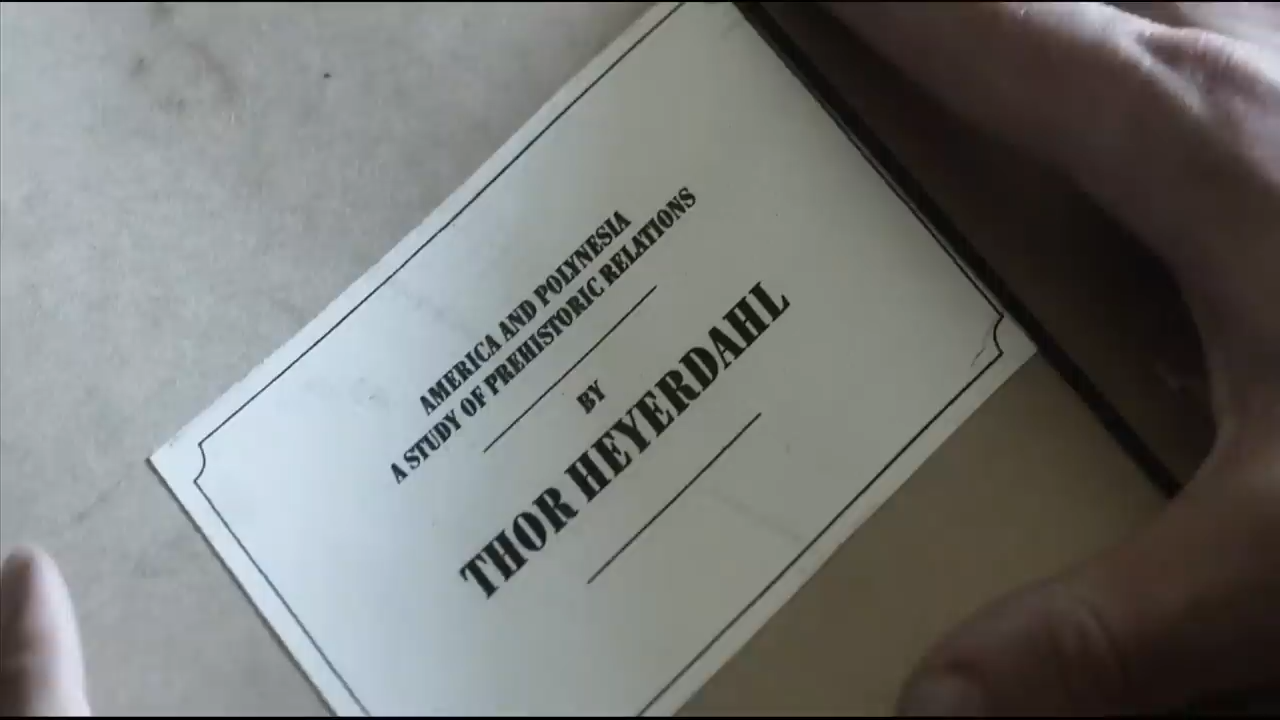 AMERICA AND POLYNESIA
A STUDY OF PREHISTORIC RELATIONS
BY
THOR HEYERDAHL